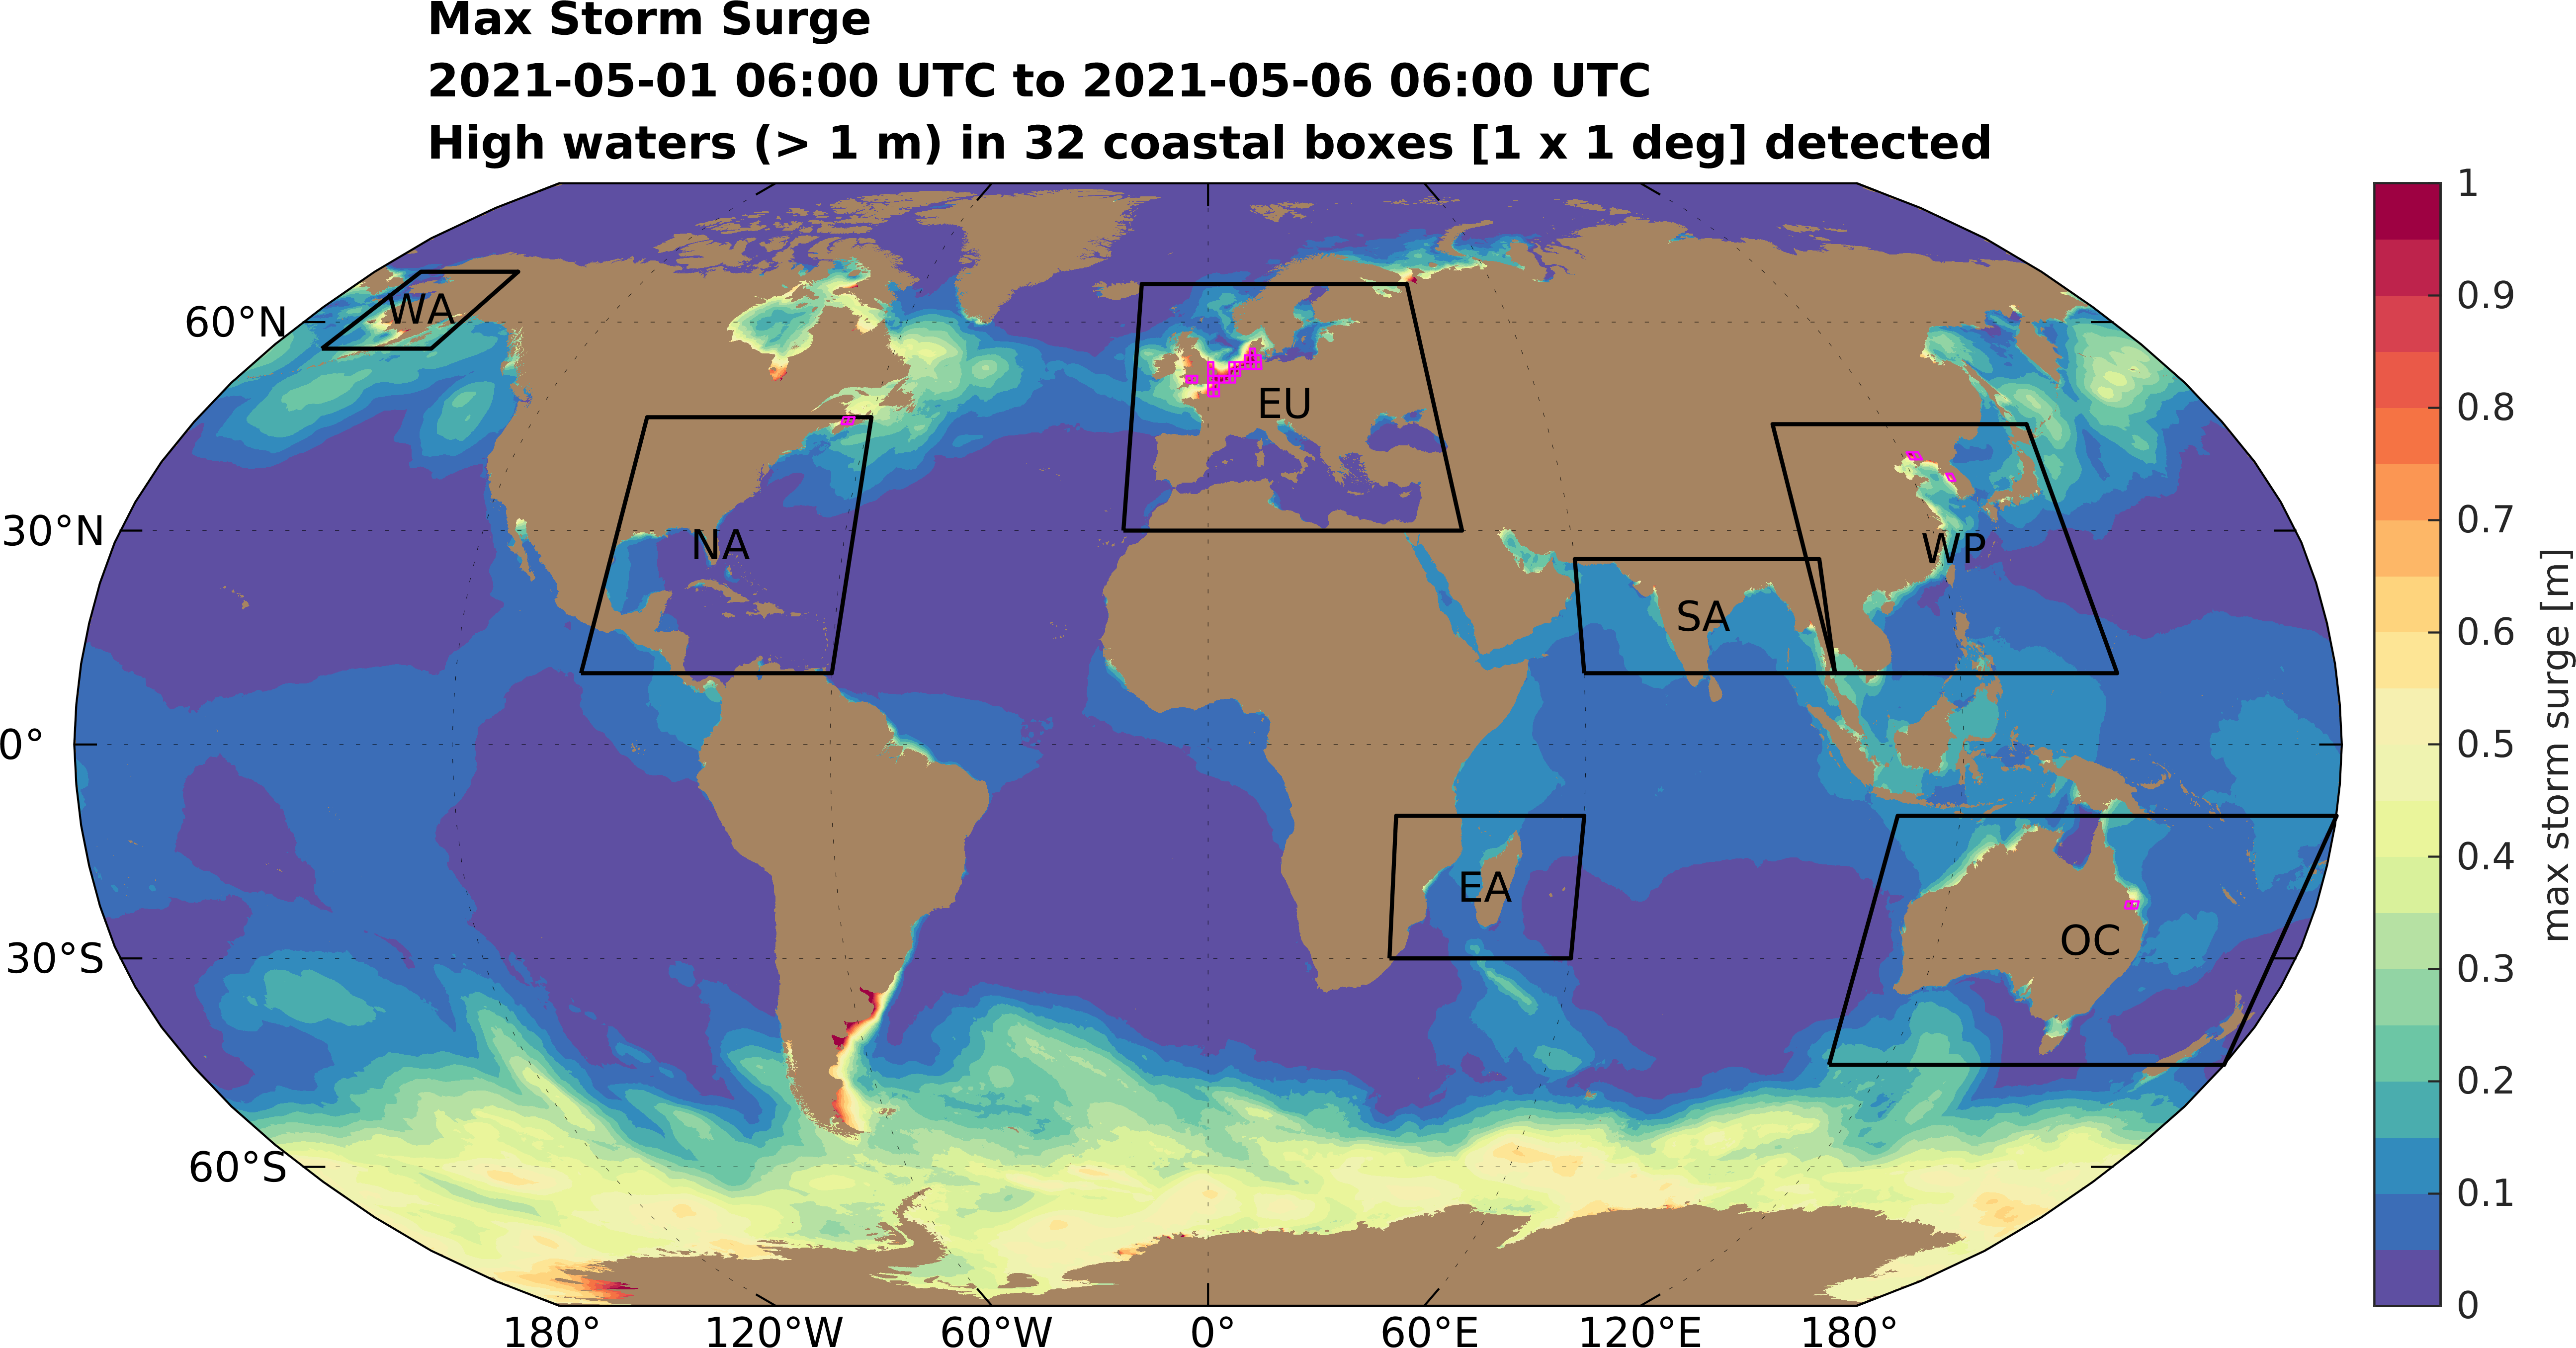 Max Storm Surge
2021-05-01 06:00 UTC to 2021-05-06 06:00 UTC
High waters (> 1 m) in 32 coastal boxes [1 x 1 deg] detected
60°N
30°N
0°
30°S
60°S
WA
NA
EU
SA
WP
EA
OC
180°
120°W
60°W
0°
60°E
120°E
180°
1
0.9
0.8
0.7
0.6
0.5
0.4
0.3
0.2
0.1
0
max storm surge [m]